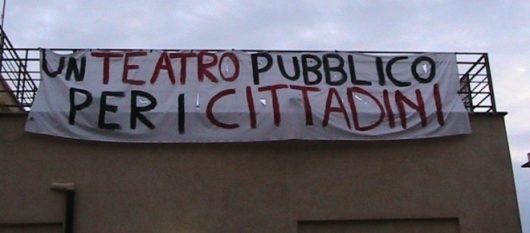 UN TEATRO PUBBLICO
PER I CITTADINI